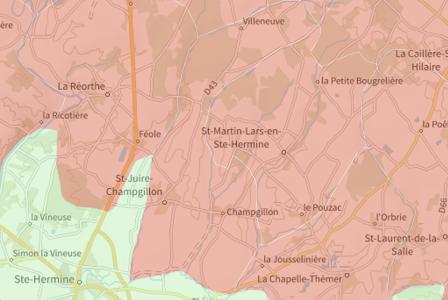 Villeneuve
ère
La Caillère-S
Hilaire
la Petite Bougrelière
La Réorthe
D43
la Ricotière
la Poë
Féole
St-Martin-Lars-en-
Ste-Hermine
St-Juire-
Champgillon
D66
Champgillon
le Pouzac
l'Orbrie
la Vineuse
St-Laurent-de-la-
Salle
Simon la Vineuse
la Jousselinière
Ste-Hermine
La Chapelle-Thémer